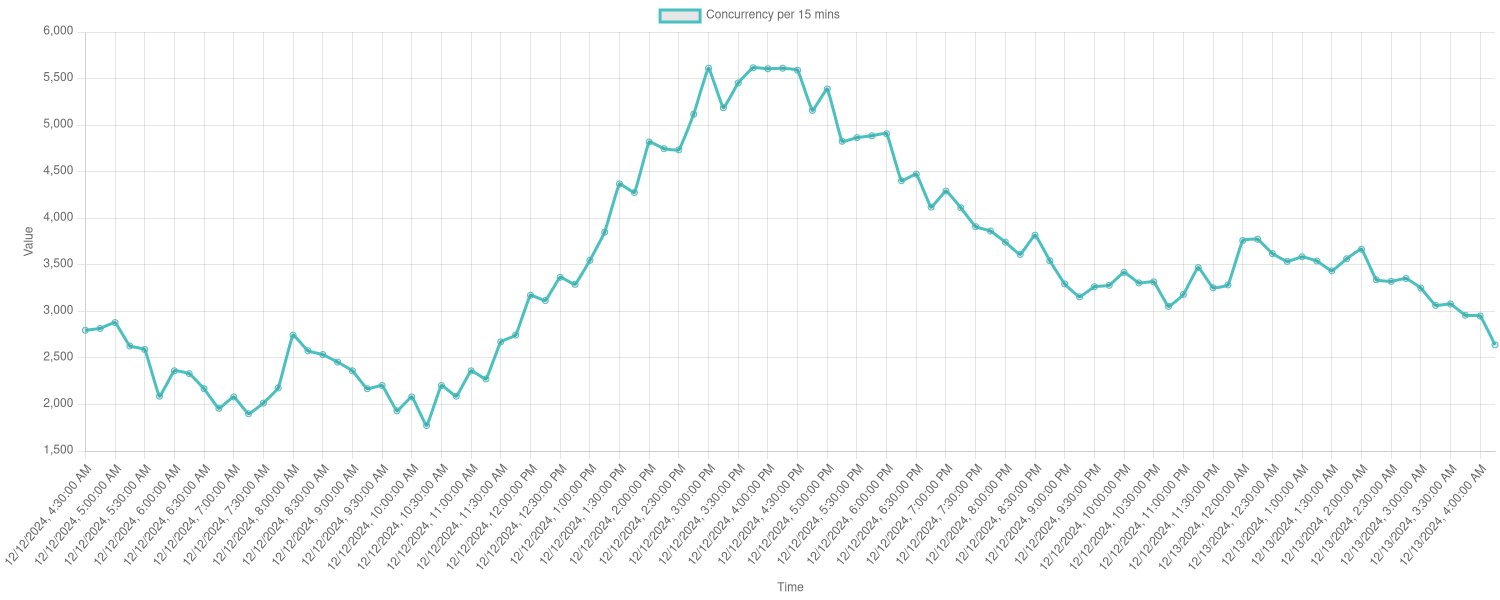 Concurrency per 15 mins
6,000
5,500
5,000
4,500
4,000
3,500
3,000
2,500
2,000
1,500
Value
12/12/2024, 4:30:00 AM
12/12/2024, 5:00:00 AM
12/12/2024, 5:30:00 AM
12/12/2024, 6:00:00 AM
12/12/2024, 6:30:00 AM
12/12/2024, 7:00:00 AM
12/12/2024, 7:30:00 AM
12/12/2024, 8:00:00 AM
12/12/2024, 8:30:00 AM
12/12/2024, 9:00:00 AM
12/12/2024, 9:30:00 AM
12/12/2024, 10:00:00 AM
12/12/2024, 10:30:00 AM
12/12/2024, 11:00:00 AM
12/12/2024, 11:30:00 AM
12/12/2024, 12:00:00 PM
12/12/2024, 12:30:00 PM
12/12/2024, 1:00:00 PM
12/12/2024, 1:30:00 PM
12/12/2024, 2:00:00 PM
12/12/2024, 2:30:00 PM
12/12/2024, 3:00:00 PM
12/12/2024, 3:30:00 PM
12/12/2024, 4:00:00 PM
12/12/2024, 4:30:00 PM
12/12/2024, 5:00:00 PM
12/12/2024, 5:30:00 PM
12/12/2024, 6:00:00 PM
12/12/2024, 6:30:00 PM
12/12/2024, 7:00:00 PM
12/12/2024, 7:30:00 PM
12/12/2024, 8:00:00 PM
12/12/2024, 8:30:00 PM
12/12/2024, 9:00:00 PM
12/12/2024, 9:30:00 PM
12/12/2024, 10:00:00 PM
12/12/2024, 10:30:00 PM
12/12/2024, 11:00:00 PM
12/12/2024, 11:30:00 PM
12/13/2024, 12:00:00 AM
12/13/2024, 12:30:00 AM
12/13/2024, 1:00:00 AM
12/13/2024, 1:30:00 AM
12/13/2024, 2:00:00 AM
12/13/2024, 2:30:00 AM
12/13/2024, 3:00:00 AM
12/13/2024, 3:30:00 AM
12/13/2024, 4:00:00 AM
Time